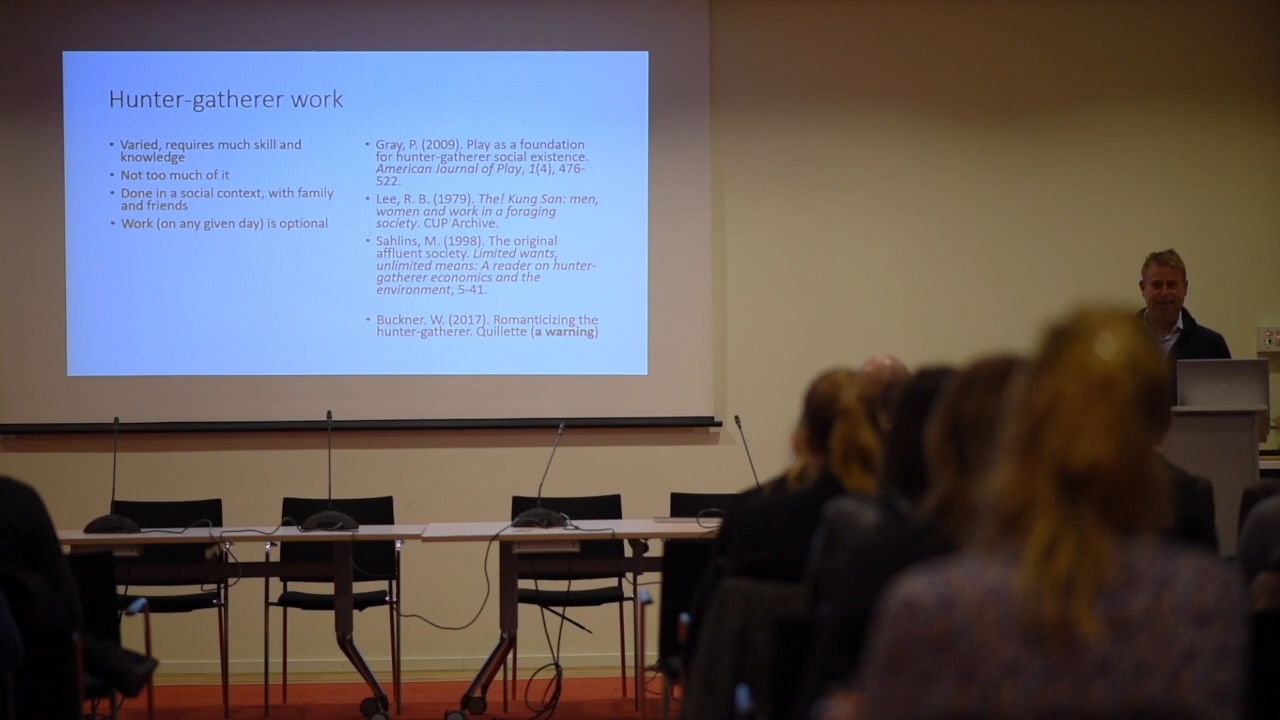 Hunter-gatherer work
• Varied, requires much skill and
knowledge
• Not too much of it
• Done in a social context, with family
and friends
• Work (on any given day) is optional
• Gray, P. (2009). Play as a foundation
for hunter-gatherer social existence.
American Journal of Play, 1(4), 476-
522.
• Lee, R. B. (1979). The! Kung San: men,
women and work in a foraging
society. CUP Archive.
• Sahlins, M. (1998). The original
affluent society. Limited wants,
unlimited means: A reader on hunter-
gatherer economics and the
environment, 5-41.
• Buckner. W. (2017). Romanticizing the
hunter-gatherer. Quillette (a warning)